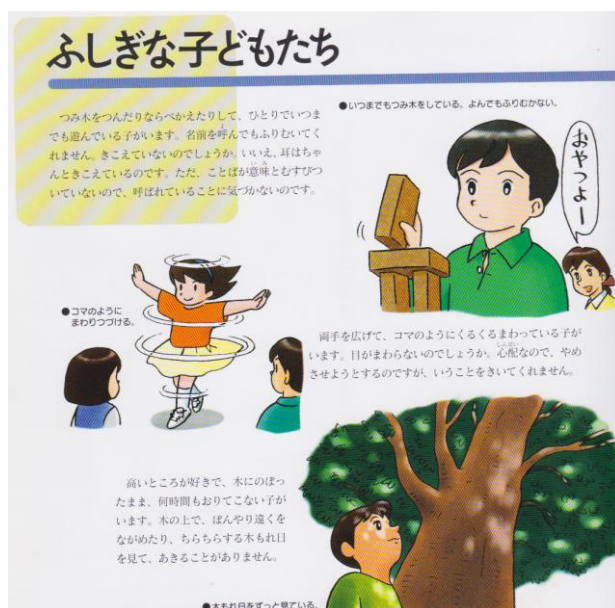 ふしぎな子どもたち
つみ木をつんだりならべかえたりして、ひとりでいつま
でも遊んでいる子がいます。名前を呼んでもふりむいてく
れません。きこえていないのでしょうか。いいえ、耳はちゃ
んときこえているのです。ただ、ことばが意味とむすびつ
いていないので、呼ばれていることに気づかないのです。
●いつまでもつみ木をしている、よんでもふりむかない。
おやつよー
●コマのように
まわりつづける。
両手を広げて、コマのようにくるくるまわっている子が
います。目がまわらないのでしょうか。心配なので、やめ
させようとするのですが、いうことをきいてくれません。
高いところが好きで、木にのぼっ
たまま、何時間もおりてこない子が
います。木の上で、ぼんやり遠くを
ながめたり、ちらちらする木もれ日
を見て、あきることがありません。
●木もれ日をずっと見ている。